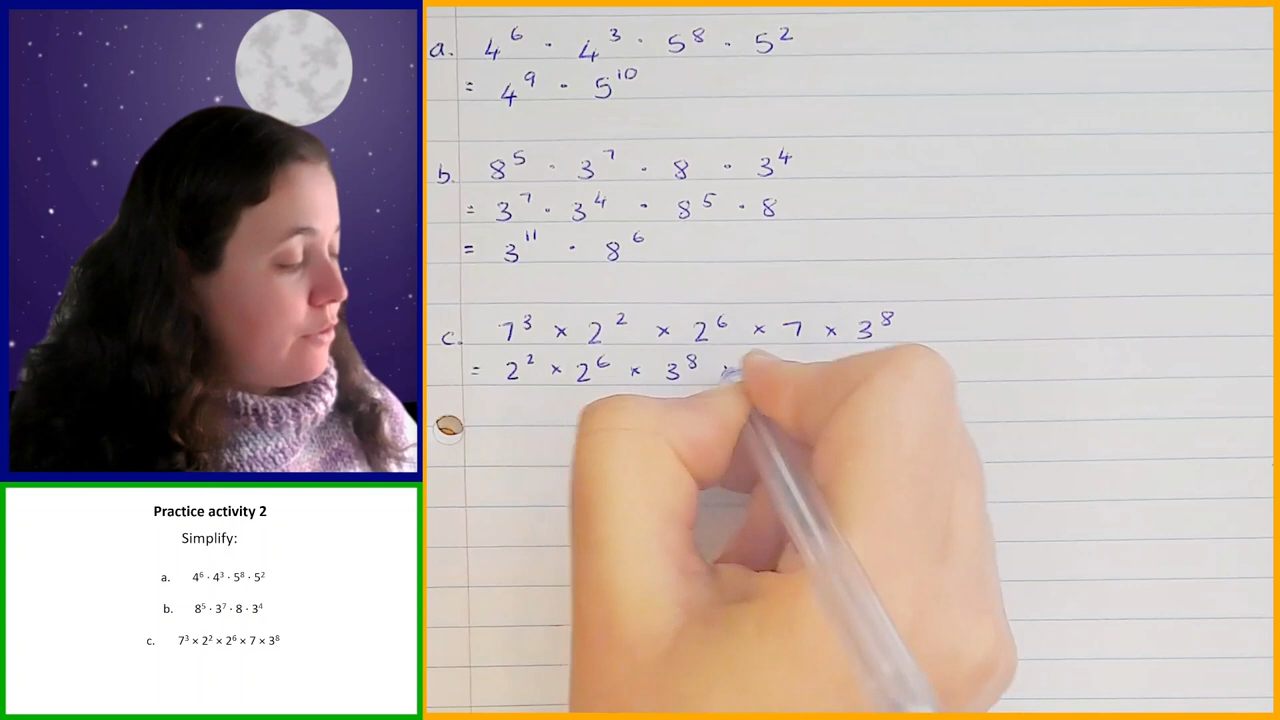 a. 4⁶ · 4³ · 5⁸ · 5²
= 4⁹ · 5¹⁰
b. 8⁵ · 3⁷ · 8 · 3⁴
= 3⁷ · 3⁴ · 8⁵ · 8
= 3¹¹ · 8⁶
c. 7³ × 2² × 2⁶ × 7 × 3⁸
= 2² × 2⁶ × 3⁸
Practice activity 2
Simplify:
a. 4⁶ · 4³ · 5⁸ · 5²
b. 8⁵ · 3⁷ · 8 · 3⁴
c. 7³ × 2² × 2⁶ × 7 × 3⁸